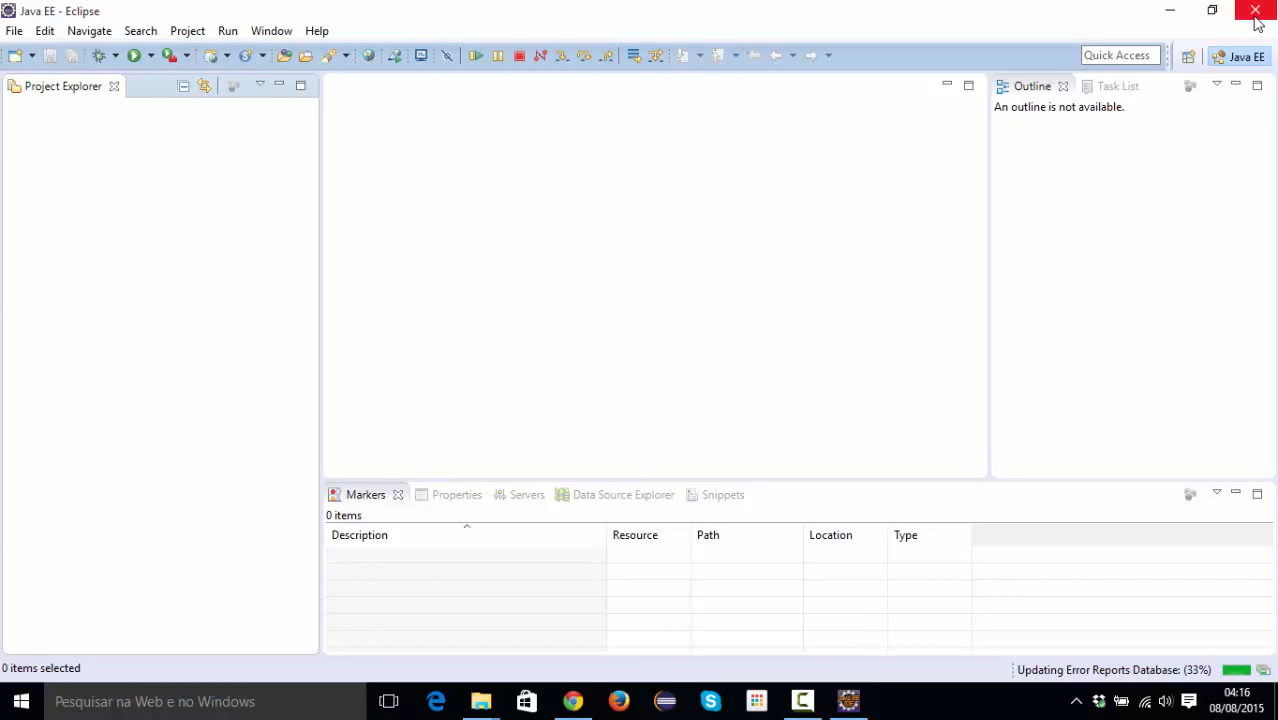 Java EE - Eclipse
File Edit Navigate Search Project Run Window Help
Quick Access
Java EE
Project Explorer
Outline Task List
An outline is not available.
Markers Properties Servers Data Source Explorer Snippets
0 items
Description Resource Path Location Type
0 items selected
Updating Error Reports Database: (33%)
Pesquisar na Web e no Windows
04:16
08/08/2015